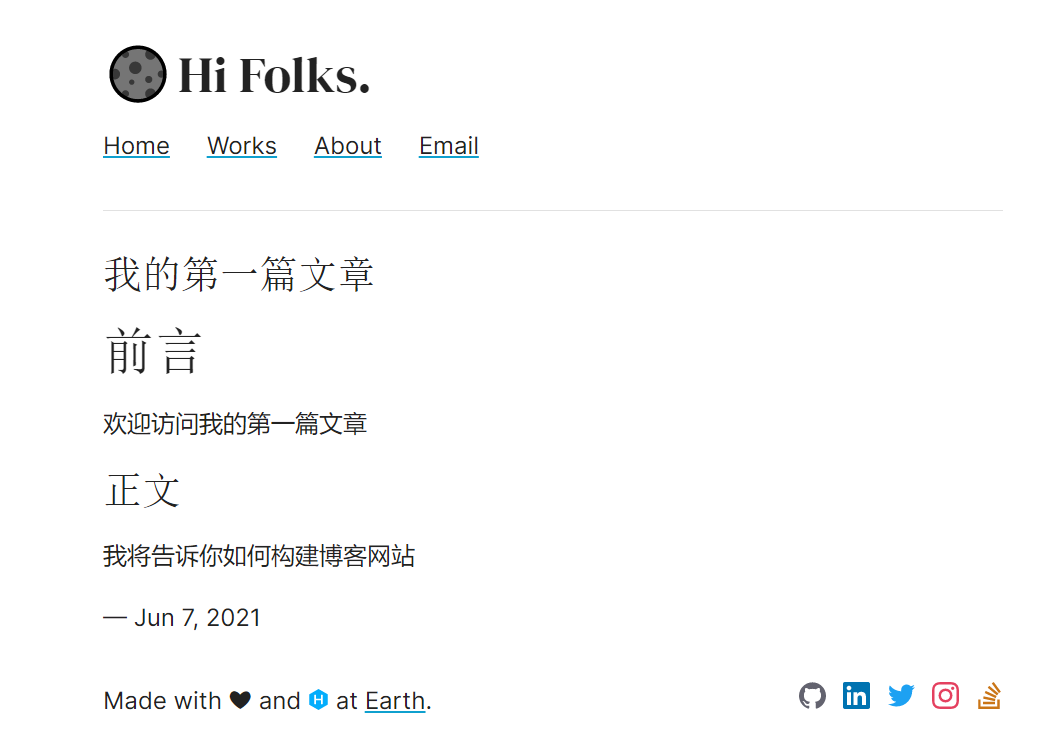 Hi Folks.
Home Works About Email
我的第一篇文章
前言
欢迎访问我的第一篇文章
正文
我将告诉你如何构建博客网站
— Jun 7, 2021
Made with ♥ and H at Earth.
in